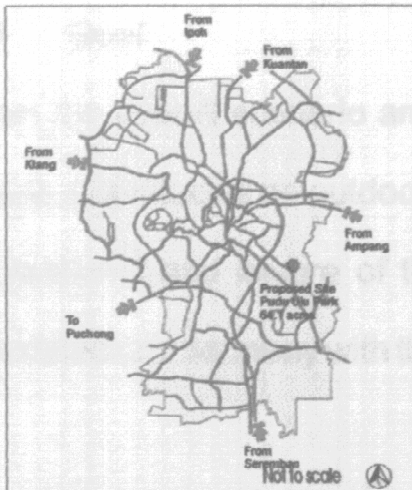 From
Ipoh
From
Kuantan
From
Klang
From
Ampang
Proposed Site
Pudu Ulu Park
64.1 acres
To
Puchong
From
Seremban
Not to scale